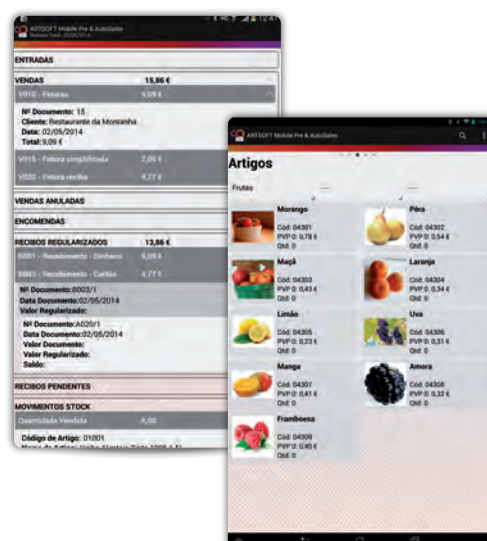 ARTSOFT Mobile Pre & AutoSales
ENTRADAS
VENDAS 15,86 €
V010 - Faturas 9,09 €
Nº Documento: 15
Cliente: Restaurante da Montanha
Data: 02/05/2014
Total: 9,09 €
V015 - Fatura simplificada 2,00 €
V020 - Fatura recibo 4,77 €
VENDAS ANULADAS
ENCOMENDAS
RECIBOS REGULARIZADOS 13,86 €
B001 - Recebimento - Dinheiro 9,09 €
B003 - Recebimento - Cartão 4,77 €
Nº Documento:B003/1
Data Documento:02/05/2014
Valor Regularizado:
Nº Documento:A020/1
Data Documento:02/05/2014
Valor Documento:
Valor Regularizado:
Saldo:
RECIBOS PENDENTES
MOVIMENTOS STOCK
Quantidade Vendida 6,00
Código de Artigo: 01001
ARTSOFT Mobile Pre & AutoSales
Artigos
Frutas
Morango
Cód: 04301
PVP 0: 0,78 €
Qtd: 0
Pêra
Cód: 04302
PVP 0: 0,54 €
Qtd: 0
Maçã
Cód: 04303
PVP 0: 0,43 €
Qtd: 0
Laranja
Cód: 04304
PVP 0: 0,34 €
Qtd: 0
Limão
Cód: 04305
PVP 0: 0,23 €
Qtd: 0
Uva
Cód: 04306
PVP 0: 0,31 €
Qtd: 0
Manga
Cód: 04307
PVP 0: 0,41 €
Qtd: 0
Amora
Cód: 04308
PVP 0: 0,32 €
Qtd: 0
Framboesa
Cód: 04309
PVP 0: 0,40 €
Qtd: 0